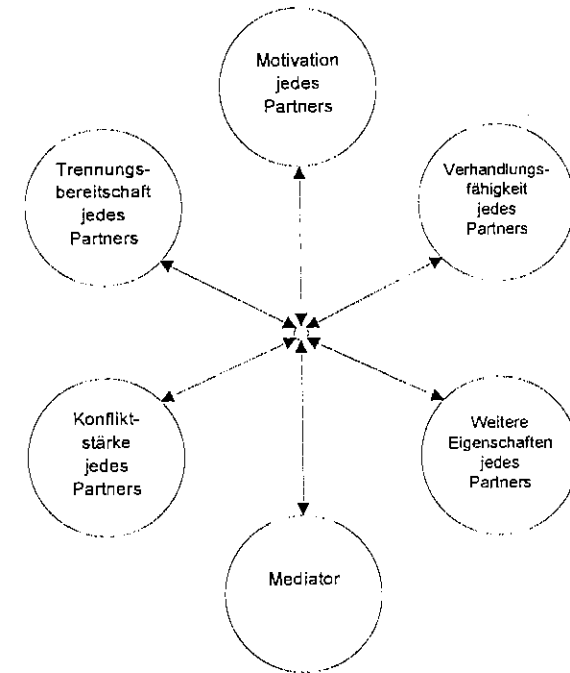 Motivation
jedes
Partners
Trennungs-
bereitschaft
jedes
Partners
Verhandlungs-
fähigkeit
jedes
Partners
Konflikt-
stärke
jedes
Partners
Weitere
Eigenschaften
jedes
Partners
Mediator